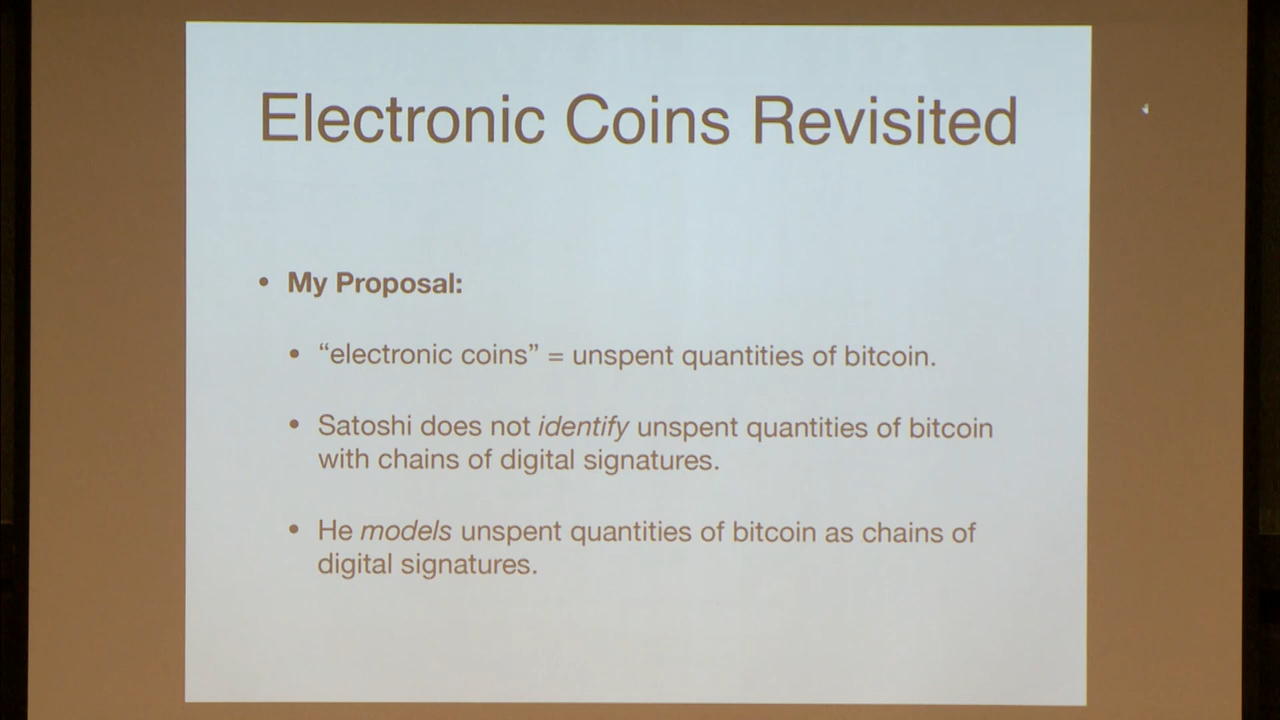 Electronic Coins Revisited
• My Proposal:
• “electronic coins” = unspent quantities of bitcoin.
• Satoshi does not identify unspent quantities of bitcoin
with chains of digital signatures.
• He models unspent quantities of bitcoin as chains of
digital signatures.